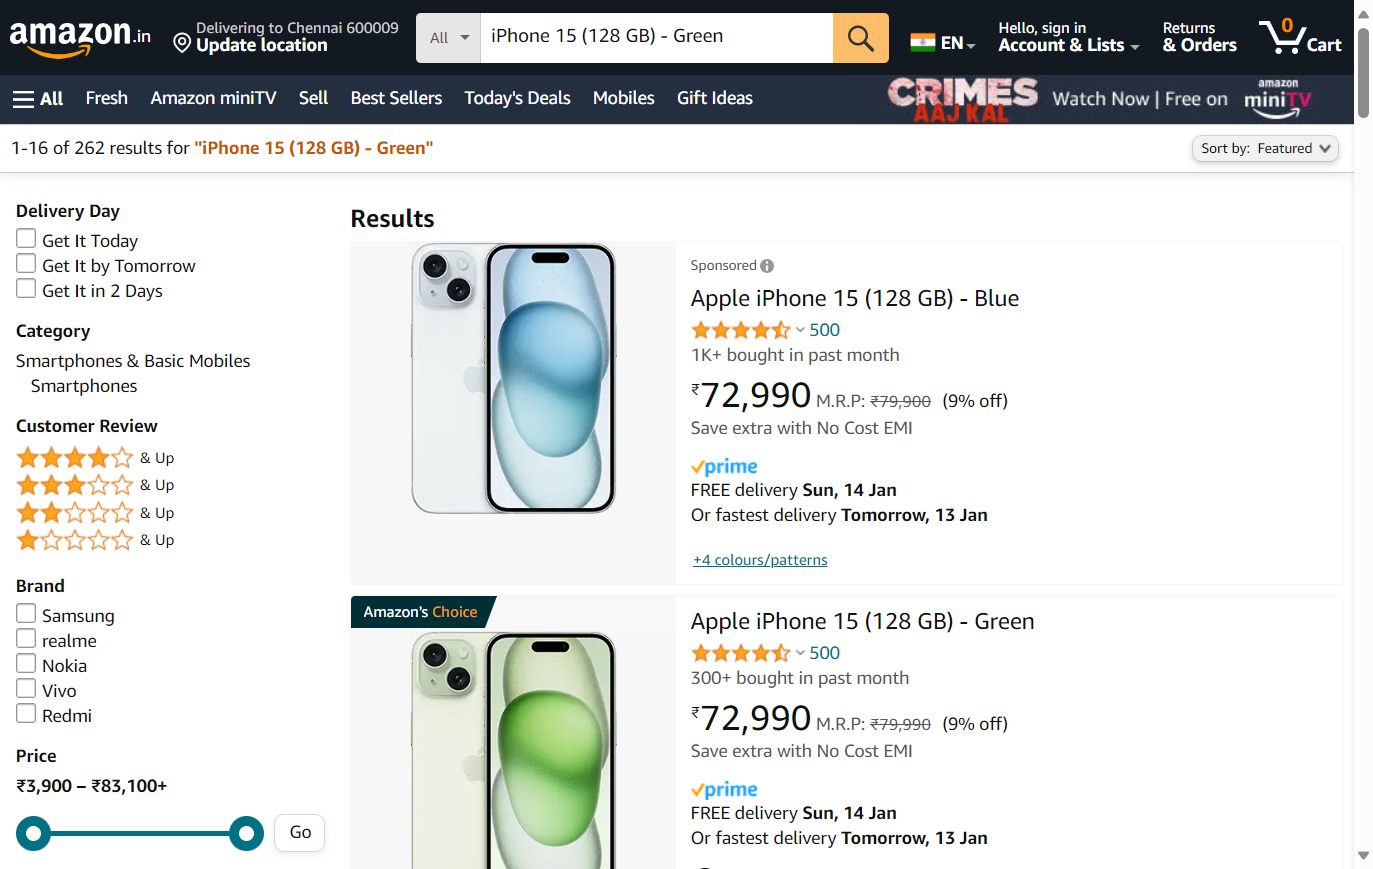 amazon.in
Delivering to Chennai 600009
Update location
All
iPhone 15 (128 GB) - Green
EN
Hello, sign in
Account & Lists
Returns
& Orders
0
Cart
All
Fresh
Amazon miniTV
Sell
Best Sellers
Today's Deals
Mobiles
Gift Ideas
CRIMES
AAJ KAL
Watch Now | Free on
amazon
miniTV
1-16 of 262 results for "iPhone 15 (128 GB) - Green"
Sort by: Featured
Delivery Day
Get It Today
Get It by Tomorrow
Get It in 2 Days
Category
Smartphones & Basic Mobiles
Smartphones
Customer Review
& Up
& Up
& Up
& Up
Brand
Samsung
realme
Nokia
Vivo
Redmi
Price
₹3,900 – ₹83,100+
Go
Results
Sponsored
Apple iPhone 15 (128 GB) - Blue
500
1K+ bought in past month
₹72,990 M.R.P: ₹79,900 (9% off)
Save extra with No Cost EMI
prime
FREE delivery Sun, 14 Jan
Or fastest delivery Tomorrow, 13 Jan
+4 colours/patterns
Amazon's Choice
Apple iPhone 15 (128 GB) - Green
500
300+ bought in past month
₹72,990 M.R.P: ₹79,990 (9% off)
Save extra with No Cost EMI
prime
FREE delivery Sun, 14 Jan
Or fastest delivery Tomorrow, 13 Jan